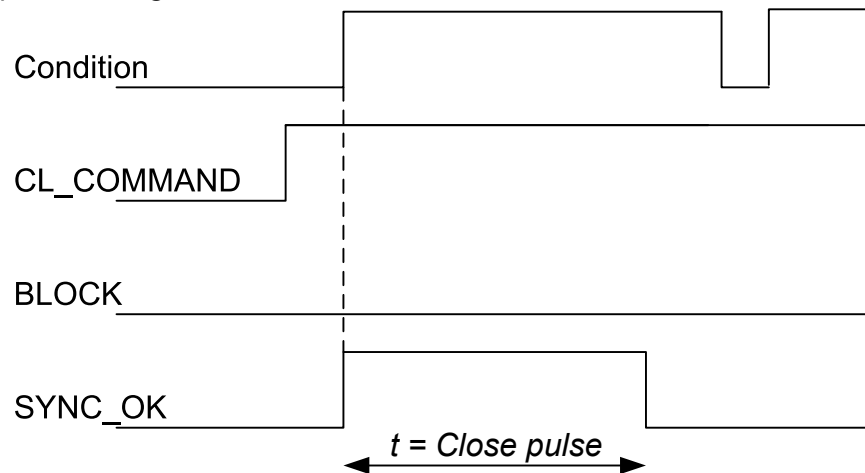 Condition
CL_COMMAND
BLOCK
SYNC_OK
t = Close pulse